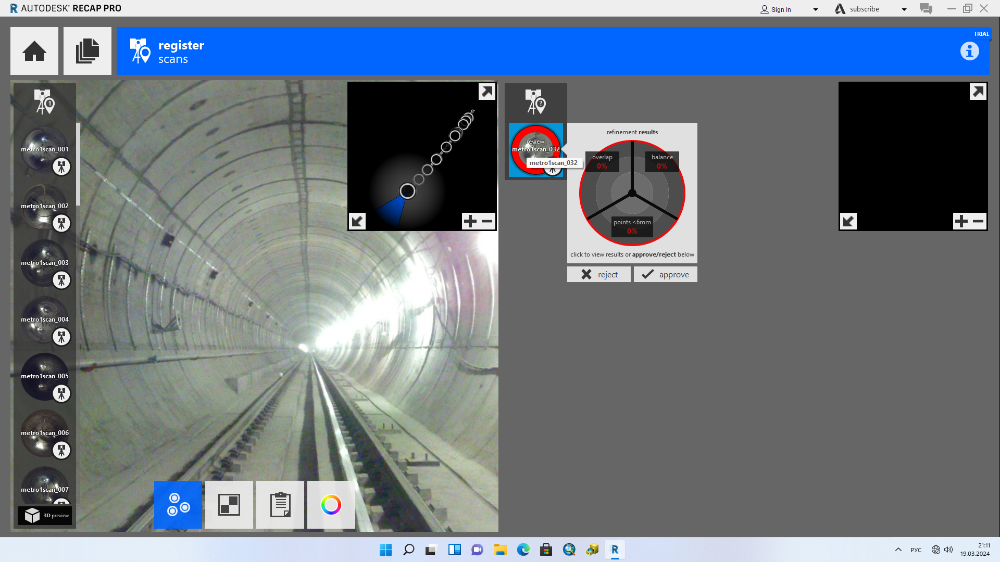 AUTODESK® RECAP PRO
Sign In
subscribe
TRIAL
register
scans
1
metro1scan_001
metro1scan_002
metro1scan_003
metro1scan_004
metro1scan_005
metro1scan_006
metro1scan_007
3D preview
?
review
metro1scan_032
metro1scan_032
refinement results
overlap
0%
balance
0%
points <6mm
0%
click to view results or approve/reject below
reject
approve
РУС
21:11
19.03.2024